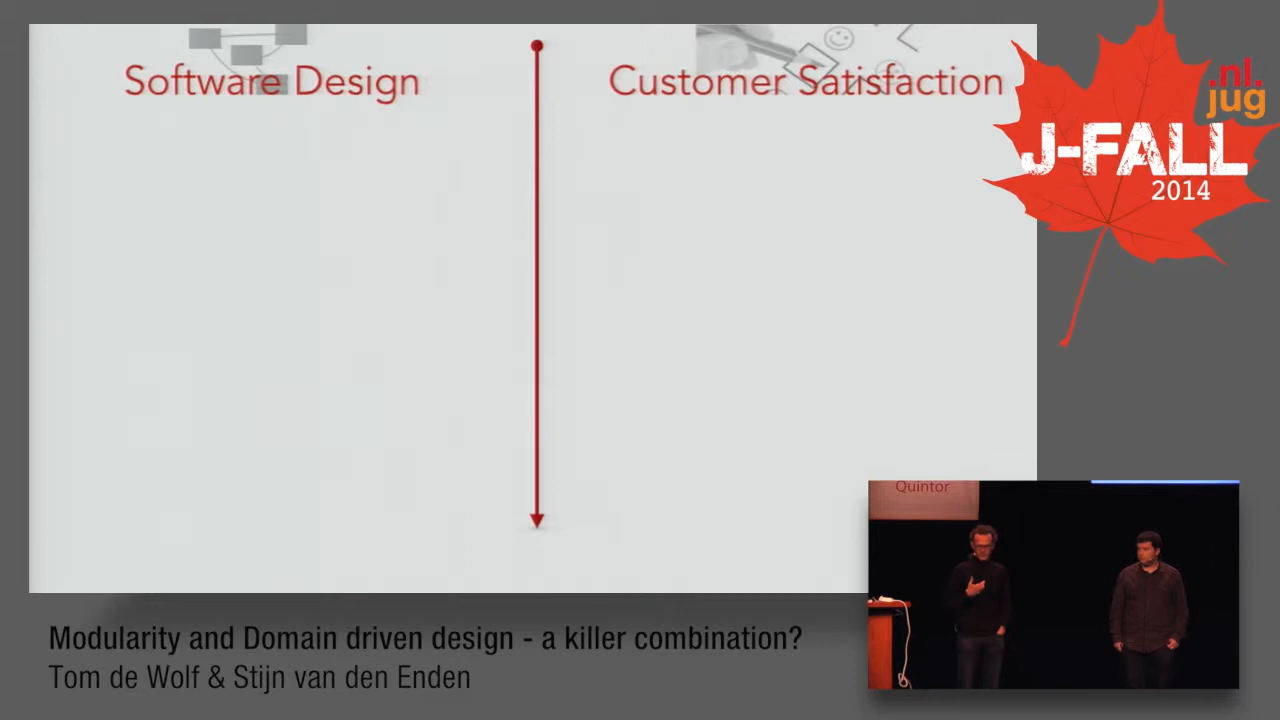 Software Design
Customer Satisfaction
.nl.
jug
J-FALL
2014
Quintor
Modularity and Domain driven design - a killer combination?
Tom de Wolf & Stijn van den Enden